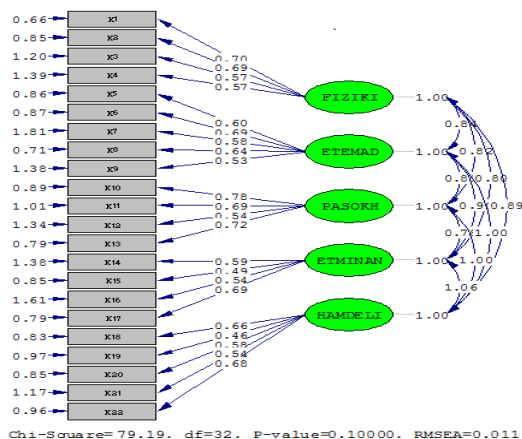 0.66 K1
0.85 K2
1.20 K3
1.39 K4
0.86 K5
0.87 K6
1.81 K7
0.71 K8
1.38 K9
0.89 K10
1.01 K11
1.34 K12
0.79 K13
1.38 K14
0.85 K15
1.61 K16
0.79 K17
0.83 K18
0.97 K19
0.85 K20
1.17 K21
0.96 K22
0.70
0.69
0.57
0.57
0.60
0.69
0.58
0.64
0.53
0.78
0.69
0.54
0.72
0.59
0.49
0.54
0.69
0.66
0.46
0.58
0.54
0.68
FIZIKI 1.00
ETEMAD 1.00
PASOKH 1.00
ETMINAN 1.00
HAMDELI 1.00
0.84
0.82
0.80
0.89
1.00
1.00
1.06
Chi-Square=79.19, df=32, P-value=0.10000, RMSEA=0.011